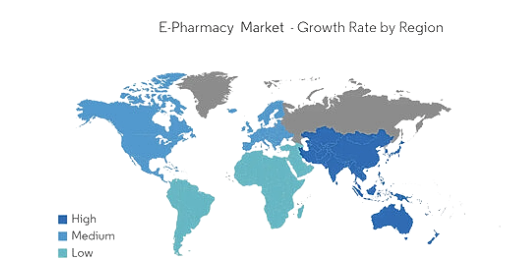 E-Pharmacy Market - Growth Rate by Region
High
Medium
Low